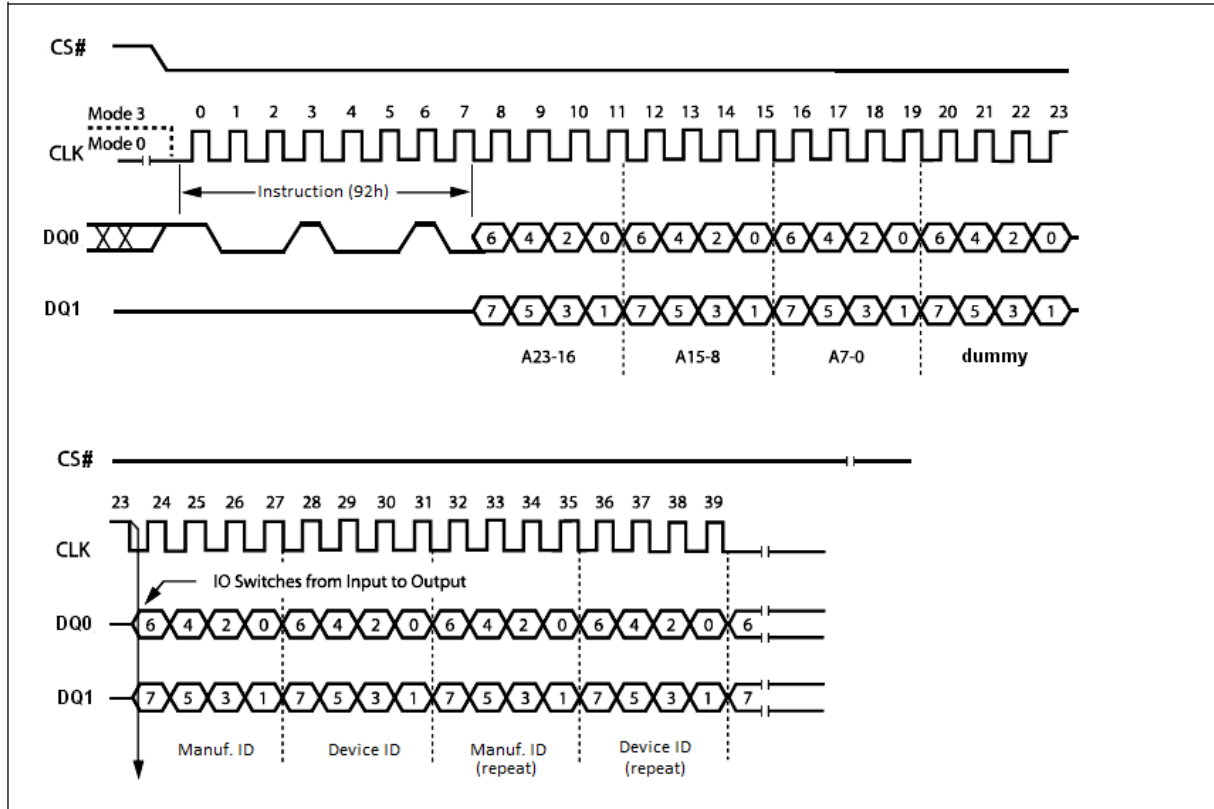 CS#
Mode 3
0 1 2 3 4 5 6 7 8 9 10 11 12 13 14 15 16 17 18 19 20 21 22 23
Mode 0
CLK
Instruction (92h)
DQ0 6 4 2 0 6 4 2 0 6 4 2 0 6 4 2 0
DQ1 7 5 3 1 7 5 3 1 7 5 3 1 7 5 3 1
A23-16 A15-8 A7-0 dummy
CS#
23 24 25 26 27 28 29 30 31 32 33 34 35 36 37 38 39
CLK
IO Switches from Input to Output
DQ0 6 4 2 0 6 4 2 0 6 4 2 0 6 4 2 0 6
DQ1 7 5 3 1 7 5 3 1 7 5 3 1 7 5 3 1 7
Manuf. ID Device ID Manuf. ID Device ID
(repeat) (repeat)